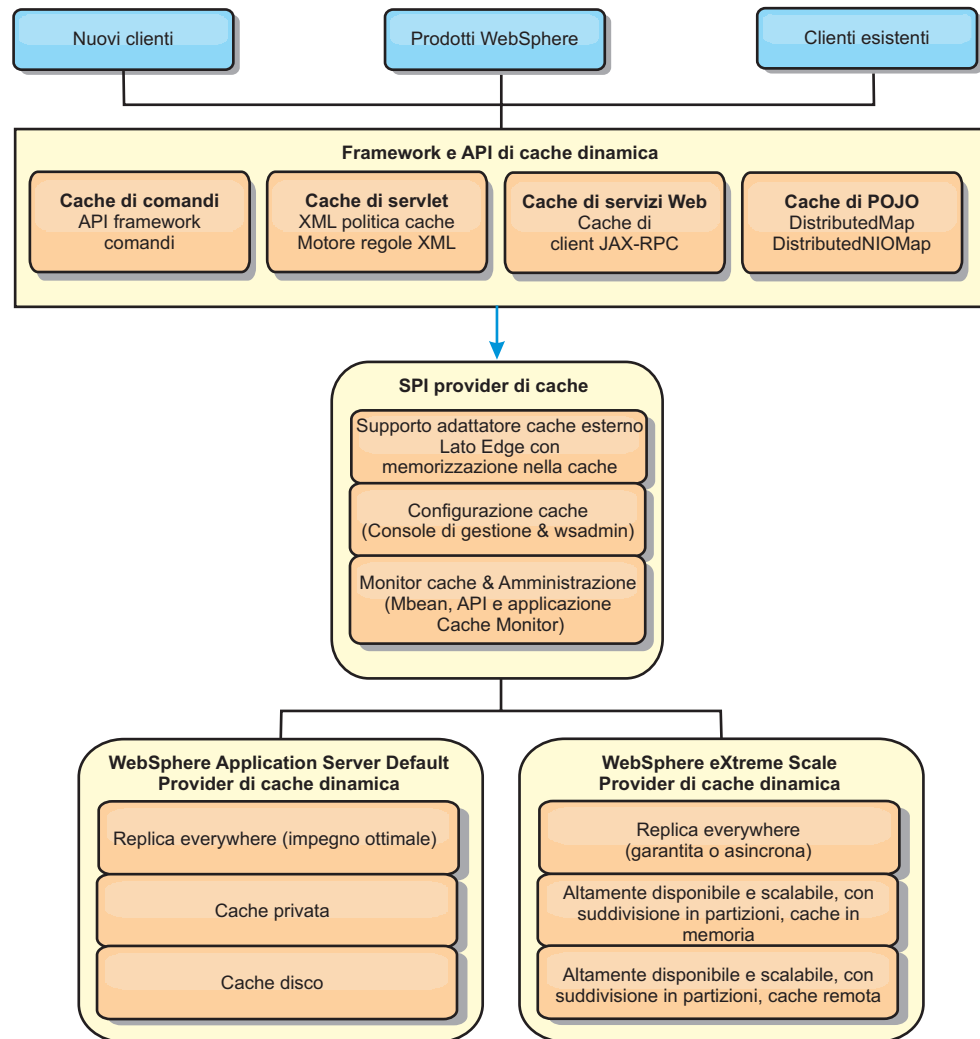 Nuovi clienti
Prodotti WebSphere
Clienti esistenti
Framework e API di cache dinamica
Cache di comandi
API framework
comandi
Cache di servlet
XML politica cache
Motore regole XML
Cache di servizi Web
Cache di
client JAX-RPC
Cache di POJO
DistributedMap
DistributedNIOMap
SPI provider di cache
Supporto adattatore cache esterno
Lato Edge con
memorizzazione nella cache
Configurazione cache
(Console di gestione & wsadmin)
Monitor cache & Amministrazione
(Mbean, API e applicazione
Cache Monitor)
WebSphere Application Server Default
Provider di cache dinamica
Replica everywhere (impegno ottimale)
Cache privata
Cache disco
WebSphere eXtreme Scale
Provider di cache dinamica
Replica everywhere
(garantita o asincrona)
Altamente disponibile e scalabile, con
suddivisione in partizioni, cache in
memoria
Altamente disponibile e scalabile, con
suddivisione in partizioni, cache remota